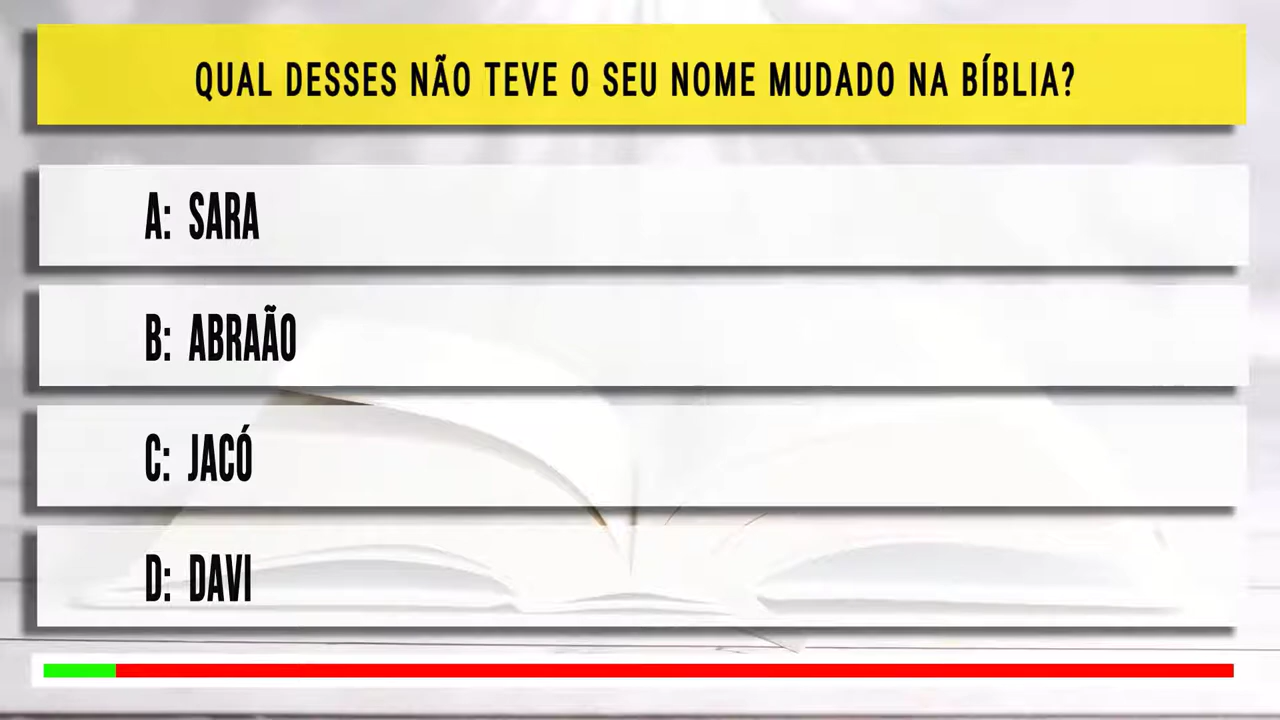 QUAL DESSES NÃO TEVE O SEU NOME MUDADO NA BÍBLIA?
A: SARA
B: ABRAÃO
C: JACÓ
D: DAVI